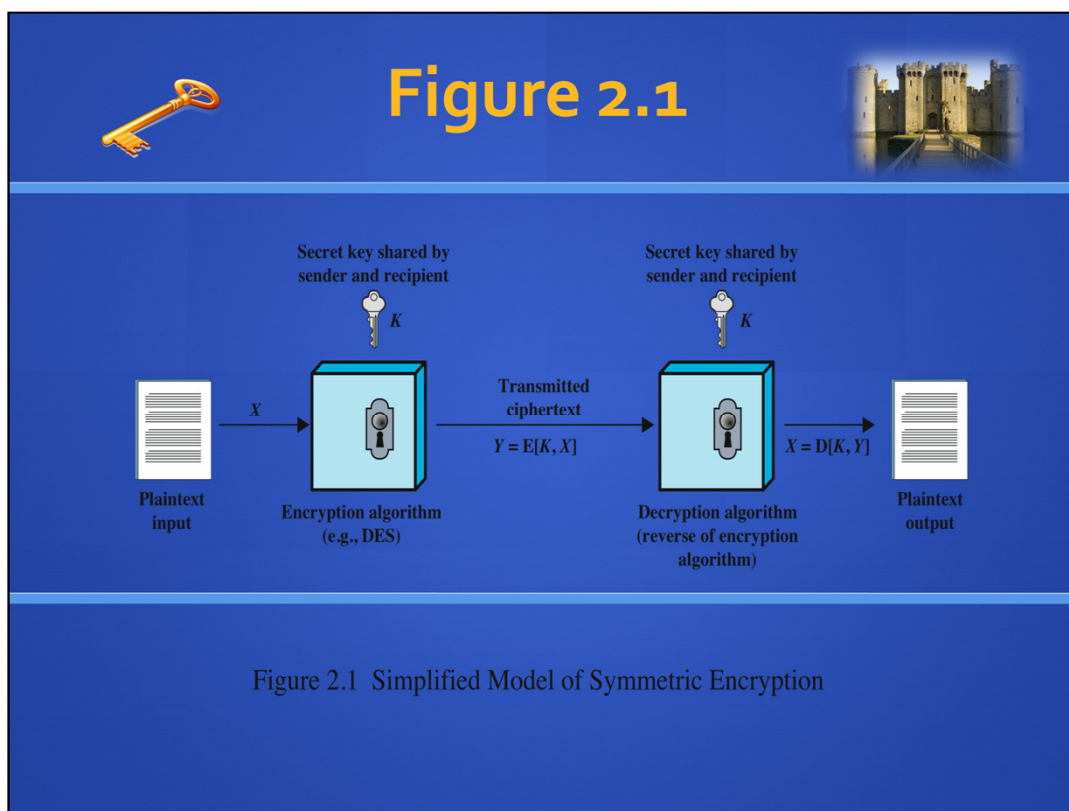 Figure 2.1
Secret key shared by
sender and recipient
K
Secret key shared by
sender and recipient
K
X
Transmitted
ciphertext
Y = E[K, X]
X = D[K, Y]
Plaintext
input
Encryption algorithm
(e.g., DES)
Decryption algorithm
(reverse of encryption
algorithm)
Plaintext
output
Figure 2.1 Simplified Model of Symmetric Encryption